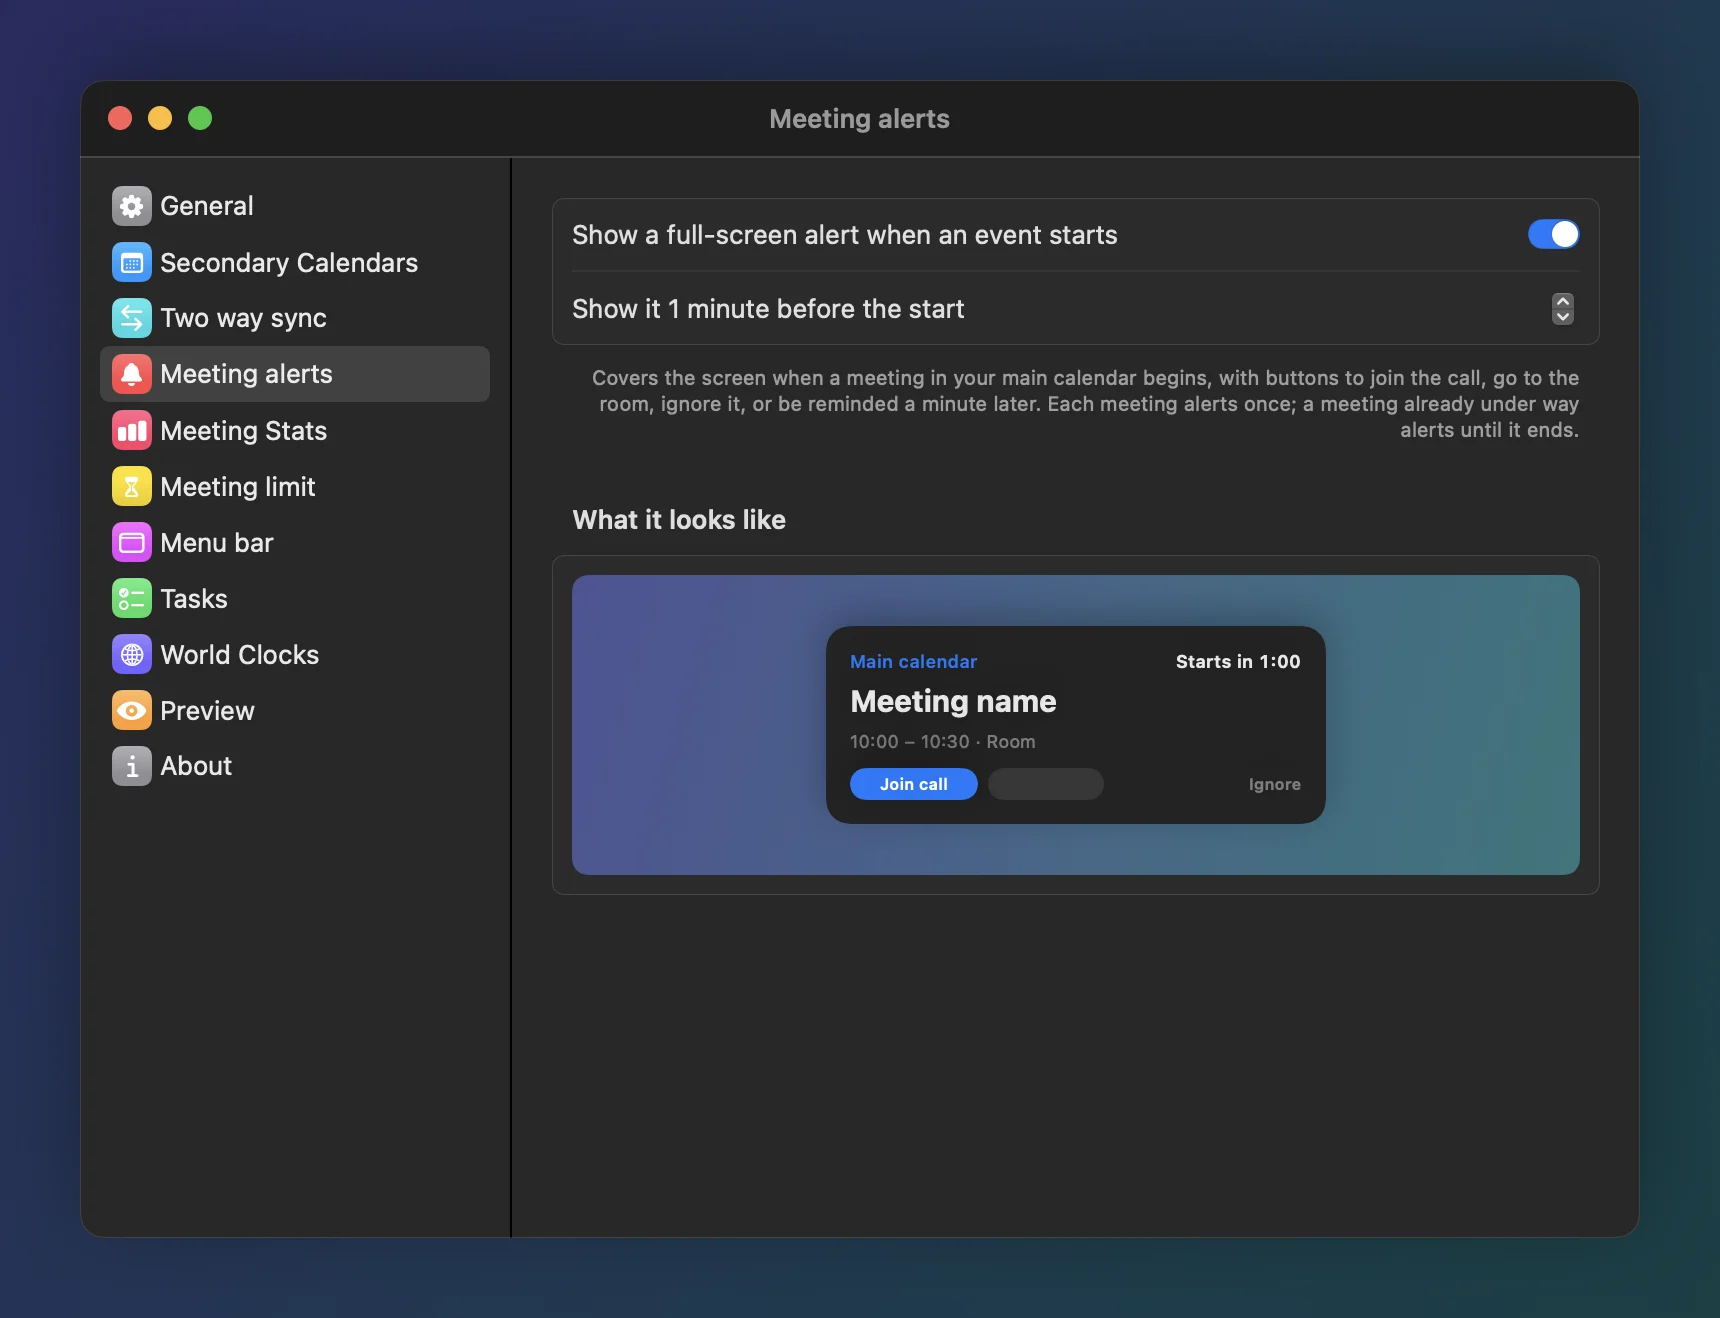 Meeting alerts
General
Secondary Calendars
Two way sync
Meeting alerts
Meeting Stats
Meeting limit
Menu bar
Tasks
World Clocks
Preview
About
Show a full-screen alert when an event starts
Show it 1 minute before the start
Covers the screen when a meeting in your main calendar begins, with buttons to join the call, go to the
room, ignore it, or be reminded a minute later. Each meeting alerts once; a meeting already under way
alerts until it ends.
What it looks like
Main calendar
Starts in 1:00
Meeting name
10:00 – 10:30 · Room
Join call
Ignore